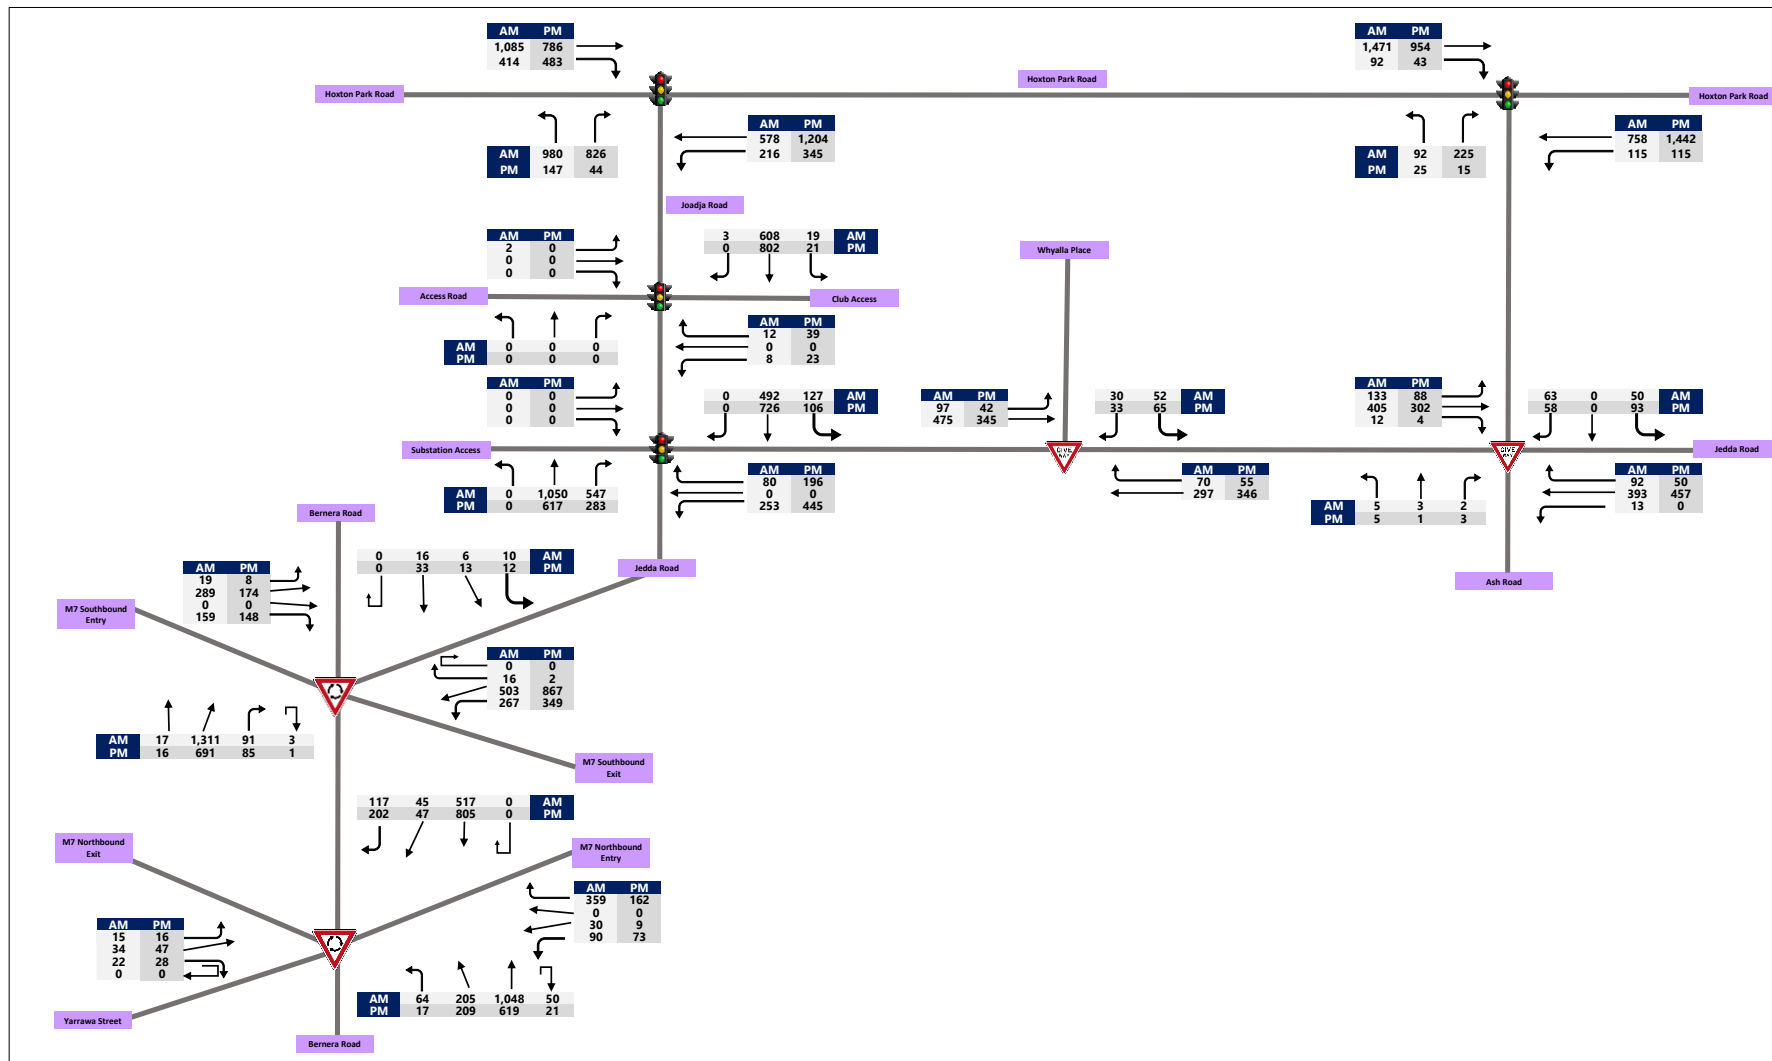 AM PM
1,085 786
414 483
AM PM
1,471 954
92 43
Hoxton Park Road
Hoxton Park Road
Hoxton Park Road
AM 980 826
PM 147 44
AM PM
578 1,204
216 345
AM 92 225
PM 25 15
AM PM
758 1,442
115 115
Joadja Road
AM PM
2 0
0 0
0 0
3 608 19 AM
0 802 21 PM
Whyalla Place
Access Road
Club Access
AM 0 0 0
PM 0 0 0
AM PM
12 39
0 0
8 23
AM PM
0 0
0 0
0 0
0 492 127 AM
0 726 106 PM
AM PM
97 42
475 345
30 52 AM
33 65 PM
AM PM
133 88
405 302
12 4
63 0 50 AM
58 0 93 PM
Substation Access
GIVE WAY
GIVE WAY
Jedda Road
AM 0 1,050 547
PM 0 617 283
AM PM
80 196
0 0
253 445
AM PM
70 55
297 346
AM 5 3 2
PM 5 1 3
AM PM
92 50
393 457
13 0
Bernera Road
Jedda Road
Ash Road
AM PM
19 8
289 174
0 0
159 148
0 16 6 10 AM
0 33 13 12 PM
M7 Southbound
Entry
AM PM
0 0
16 2
503 867
267 349
AM 17 1,311 91 3
PM 16 691 85 1
M7 Southbound
Exit
117 45 517 0 AM
202 47 805 0 PM
M7 Northbound
Exit
M7 Northbound
Entry
AM PM
359 162
0 0
30 9
90 73
AM PM
15 16
34 47
22 28
0 0
AM 64 205 1,048 50
PM 17 209 619 21
Yarrawa Street
Bernera Road